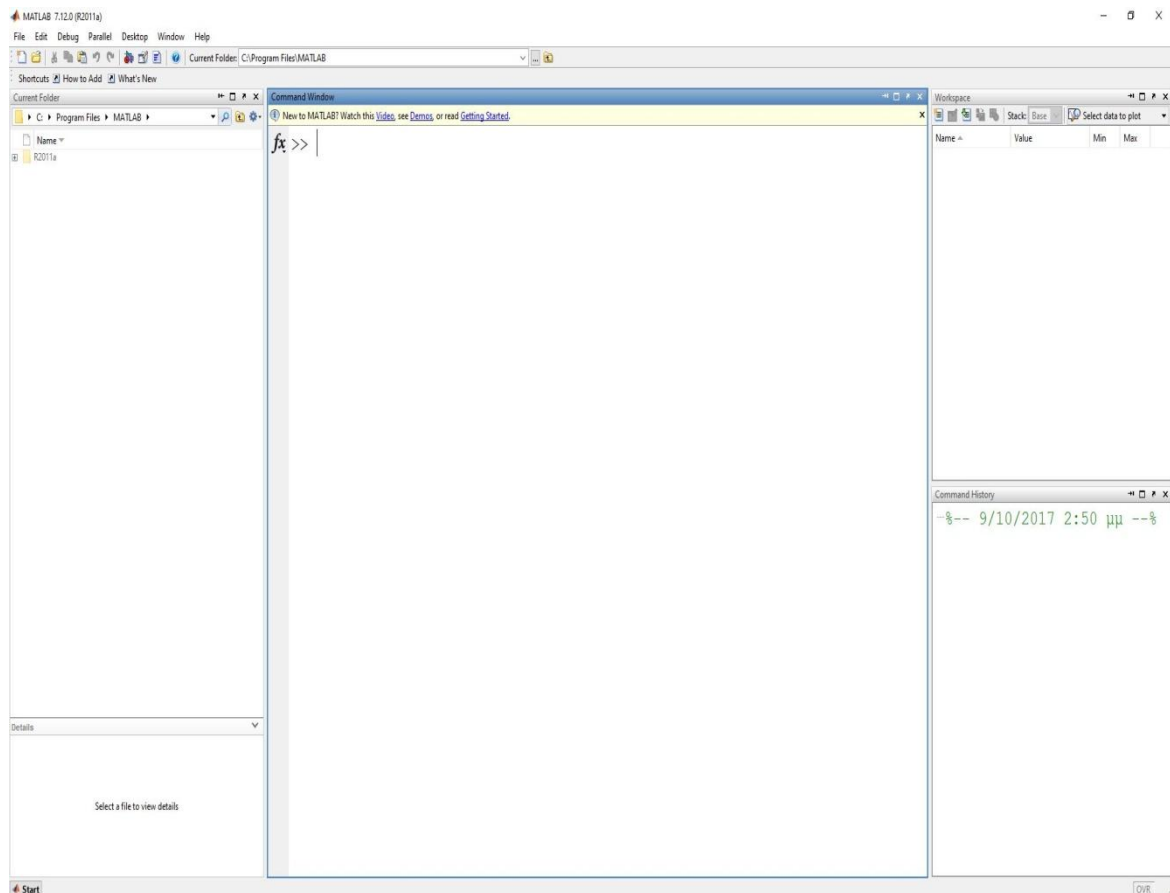 MATLAB 7.12.0 (R2011a)
File Edit Debug Parallel Desktop Window Help
Current Folder: C:\Program Files\MATLAB
Shortcuts How to Add What's New
Current Folder
C: Program Files MATLAB
Name
R2011a
Details
Select a file to view details
Command Window
New to MATLAB? Watch this Video, see Demos, or read Getting Started.
fx >>
Workspace
Stack: Base Select data to plot
Name Value Min Max
Command History
%-- 9/10/2017 2:50 μμ --%
Start
OVR